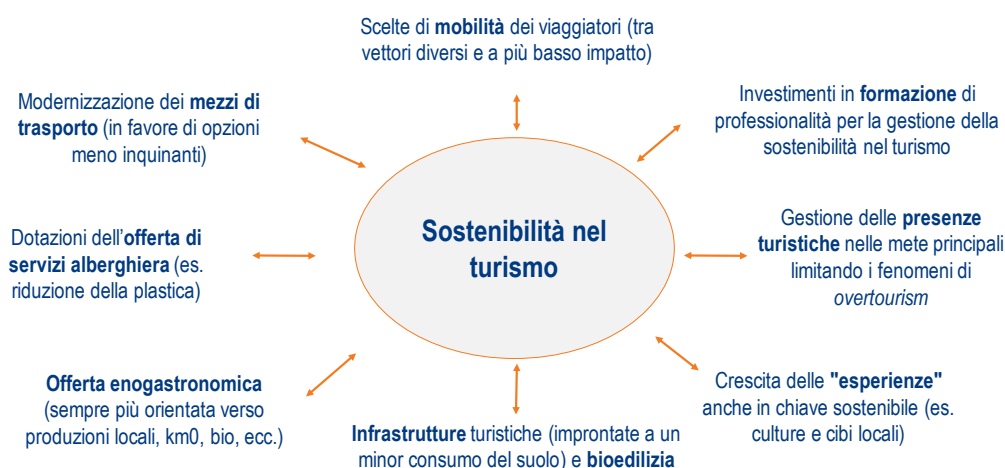 Scelte di mobilità dei viaggiatori (tra
vettori diversi e a più basso impatto)
Modernizzazione dei mezzi di
trasporto (in favore di opzioni
meno inquinanti)
Investimenti in formazione di
professionalità per la gestione della
sostenibilità nel turismo
Sostenibilità nel
turismo
Dotazioni dell'offerta di
servizi alberghiera (es.
riduzione della plastica)
Gestione delle presenze
turistiche nelle mete principali
limitando i fenomeni di
overtourism
Offerta enogastronomica
(sempre più orientata verso
produzioni locali, km0, bio, ecc.)
Infrastrutture turistiche (improntate a un
minor consumo del suolo) e bioedilizia
Crescita delle "esperienze"
anche in chiave sostenibile (es.
culture e cibi locali)